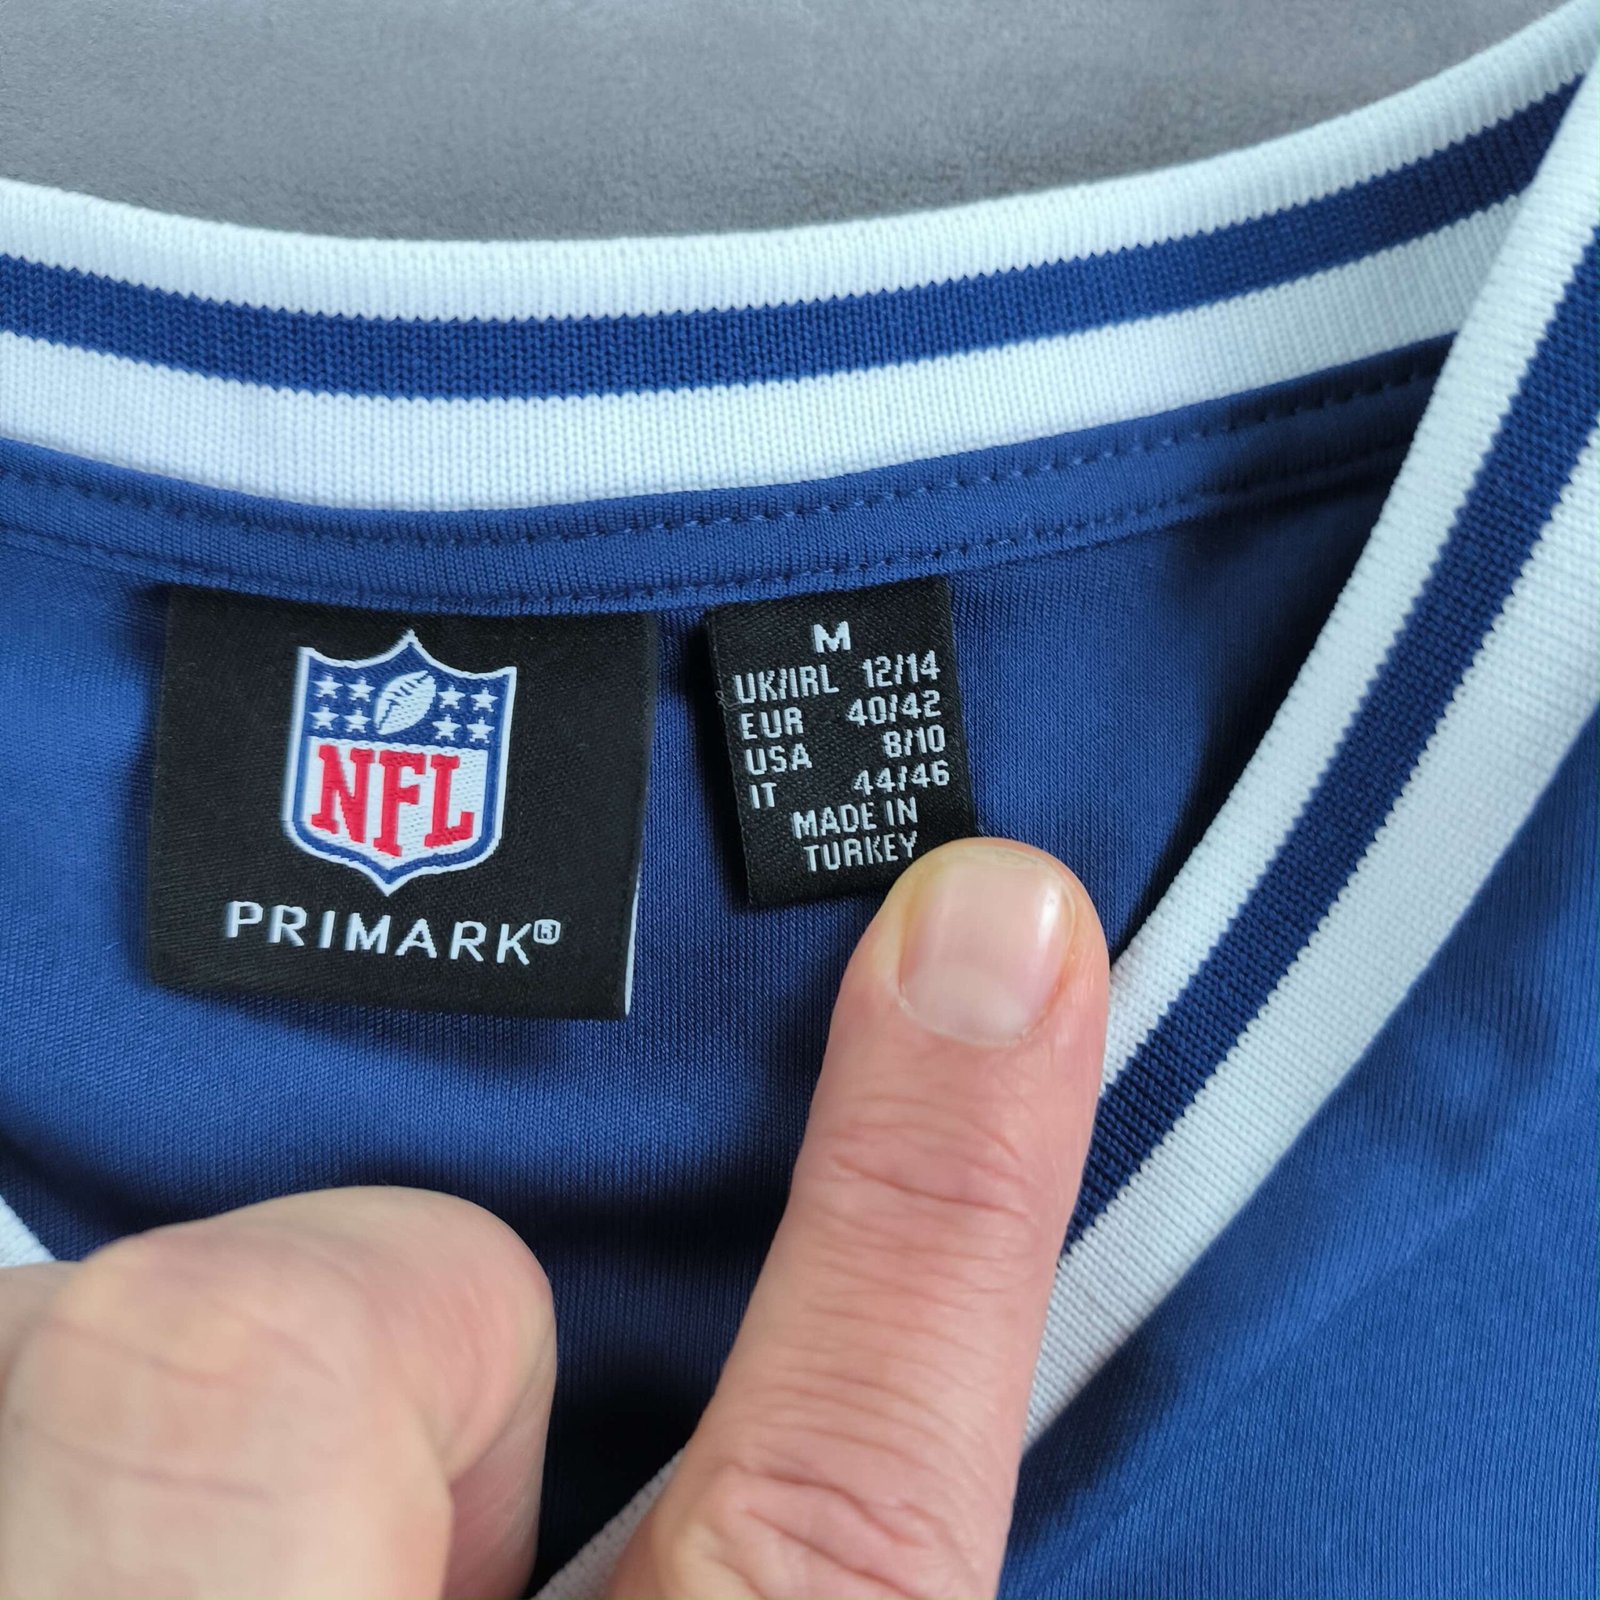 NFL
PRIMARK®
M
UK/IRL 12/14
EUR 40/42
USA 8/10
IT 44/46
MADE IN
TURKEY